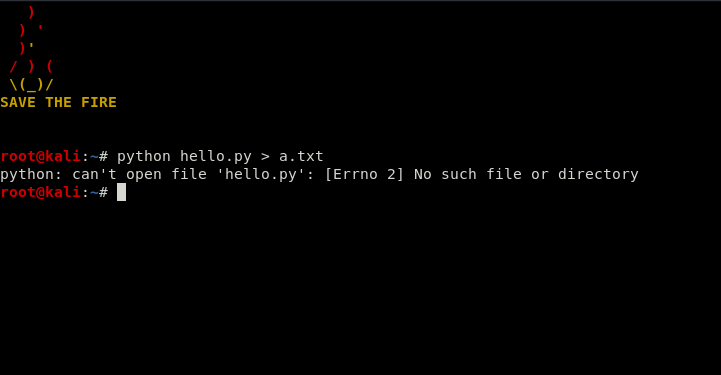 )
  ) '
  )'
 / ) (
 \(_)/
SAVE THE FIRE
root@kali:~# python hello.py > a.txt
python: can't open file 'hello.py': [Errno 2] No such file or directory
root@kali:~#